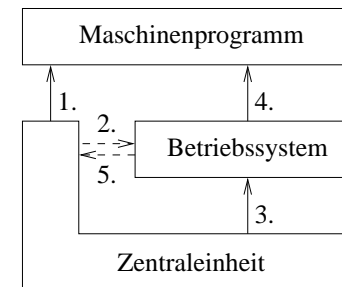 Maschinenprogramm
1.
4.
2.
Betriebssystem
5.
3.
Zentraleinheit